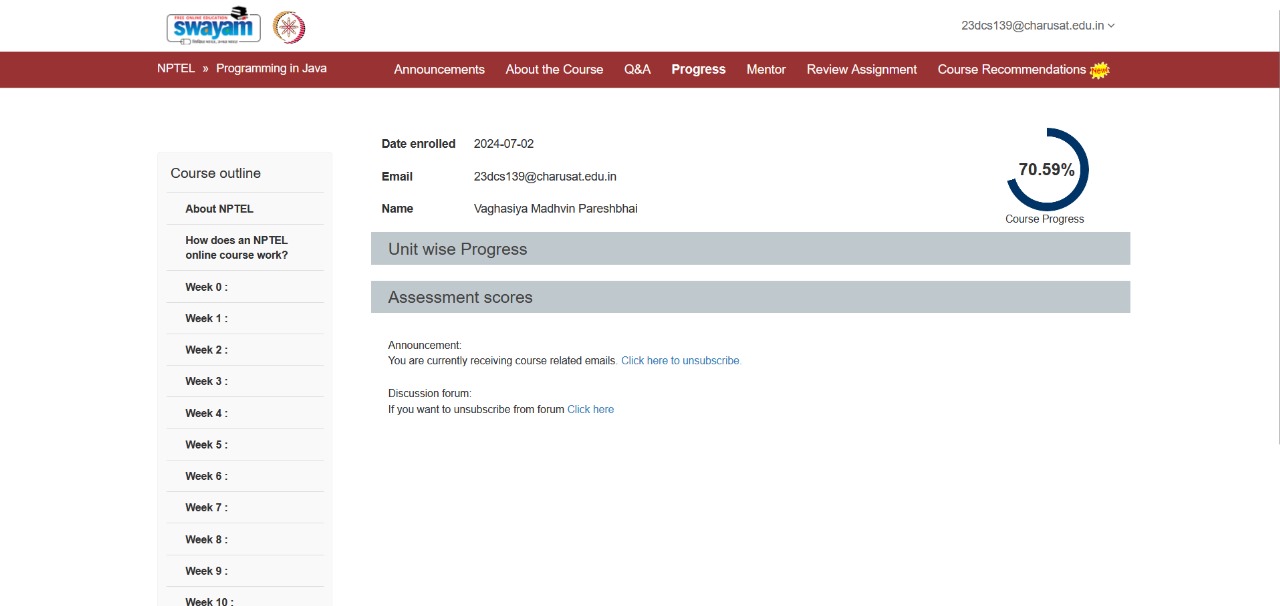 FREE ONLINE EDUCATION
swayam
23dcs139@charusat.edu.in
NPTEL » Programming in Java
Announcements About the Course Q&A Progress Mentor Review Assignment Course Recommendations New!
Course outline
About NPTEL
How does an NPTEL
online course work?
Week 0 :
Week 1 :
Week 2 :
Week 3 :
Week 4 :
Week 5 :
Week 6 :
Week 7 :
Week 8 :
Week 9 :
Week 10 :
Date enrolled 2024-07-02
Email 23dcs139@charusat.edu.in
Name Vaghasiya Madhvin Pareshbhai
70.59%
Course Progress
Unit wise Progress
Assessment scores
Announcement:
You are currently receiving course related emails. Click here to unsubscribe.
Discussion forum:
If you want to unsubscribe from forum Click here